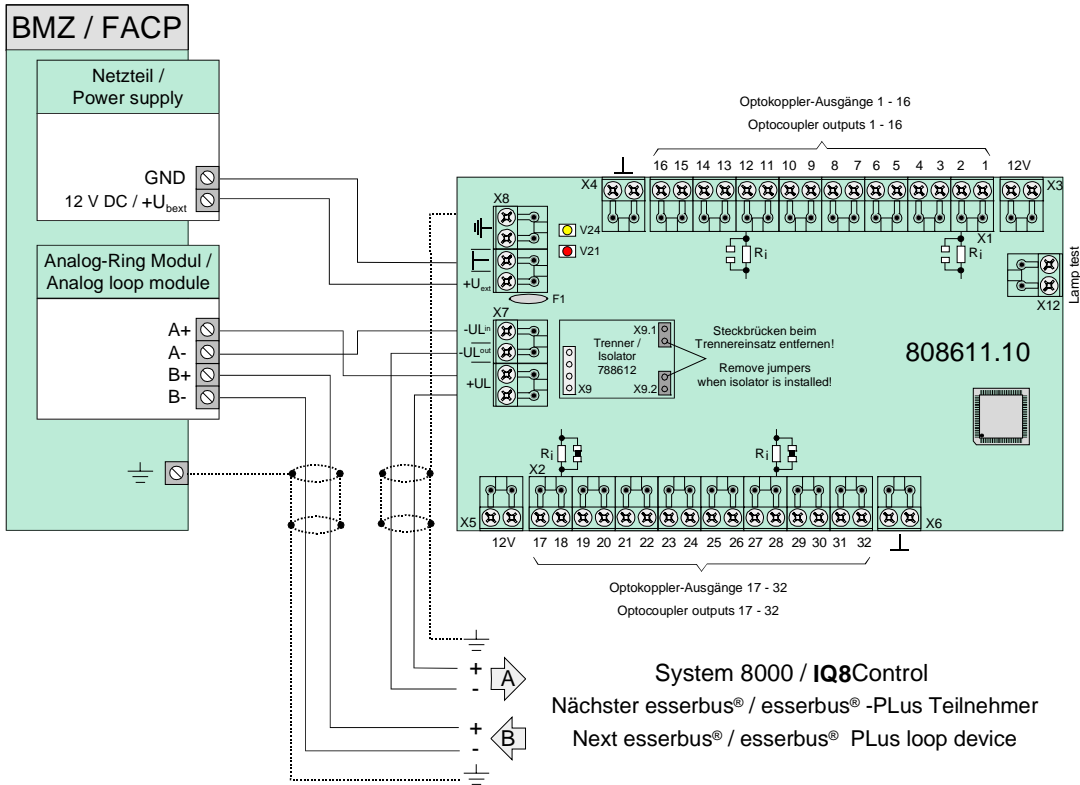 BMZ / FACP
Netzteil /
Power supply
GND
12 V DC / +Ubext
Analog-Ring Modul /
Analog loop module
A+
A-
B+
B-
Optokoppler-Ausgänge 1 - 16
Optocoupler outputs 1 - 16
16 15 14 13 12 11 10 9 8 7 6 5 4 3 2 1 12V
X4
X3
X1
X8
V24
V21
Ri
Ri
+Uext
F1
X12
Lamp test
X7
-ULin
-ULout
+UL
Trenner /
Isolator
788612
X9.1
X9
X9.2
Steckbrücken beim
Trennereinsatz entfernen!
Remove jumpers
when isolator is installed!
808611.10
Ri
Ri
X2
X5
X6
12V 17 18 19 20 21 22 23 24 25 26 27 28 29 30 31 32
Optokoppler-Ausgänge 17 - 32
Optocoupler outputs 17 - 32
+
-
A
+
-
B
System 8000 / IQ8Control
Nächster esserbus® / esserbus® -PLus Teilnehmer
Next esserbus® / esserbus® PLus loop device